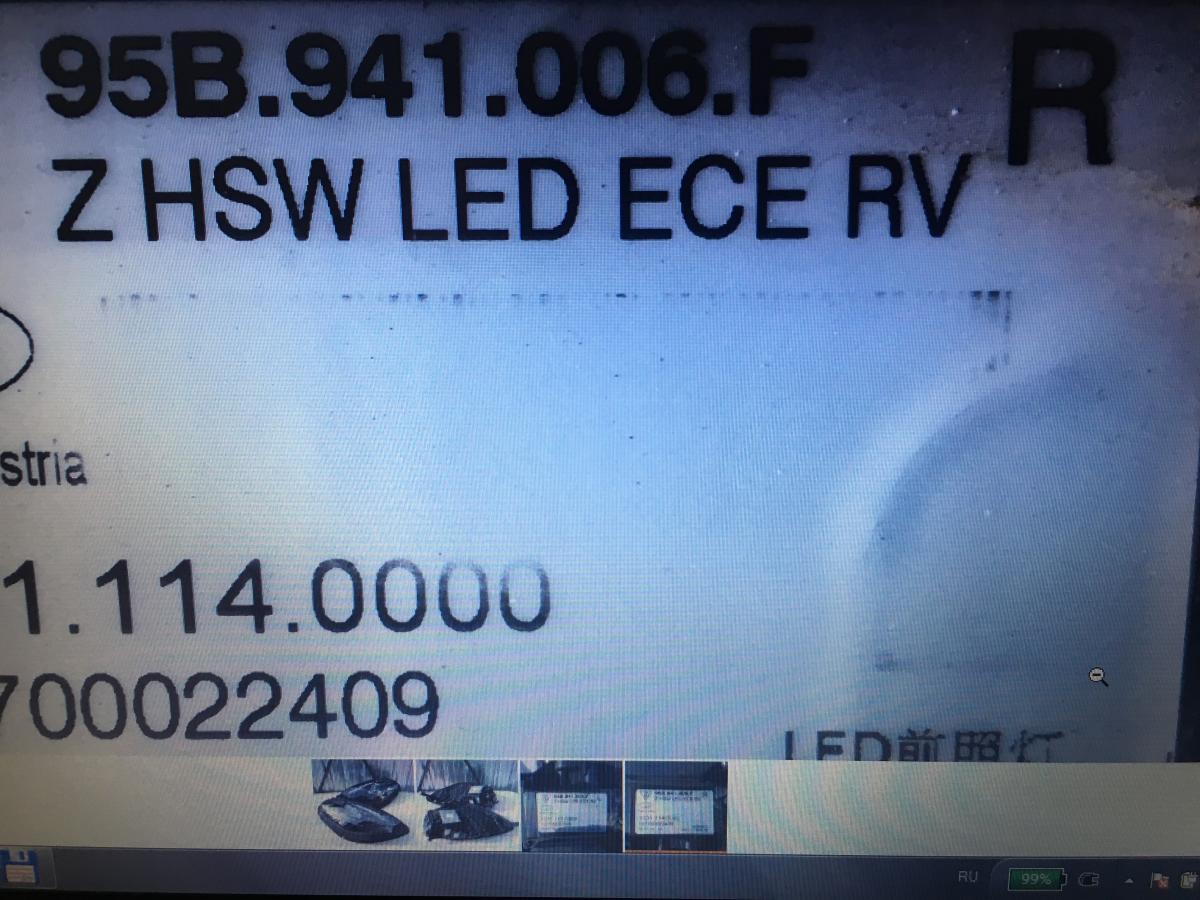 95B.941.006.F
R
Z HSW LED ECE RV
stria
1.114.0000
700022409
LED前照灯
RU
99%